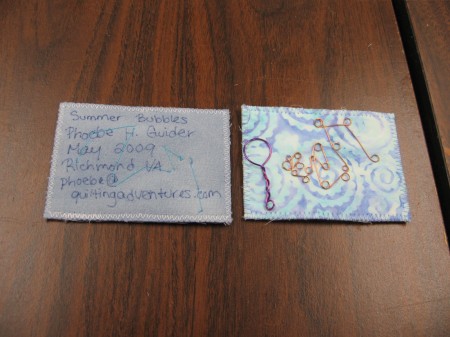 Summer Bubbles
Phoebe A. Guider
May 2009
Richmond VA
phoebe@
quiltingadventures.com